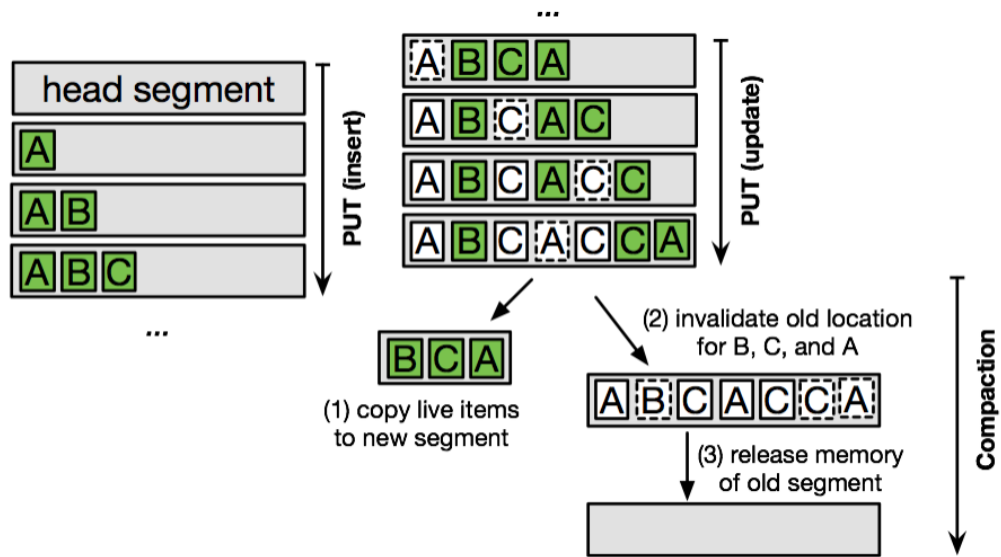 head segment
A
A B
A B C
...
PUT (insert)
...
A B C A
A B C A C
A B C A C C
A B C A C C A
PUT (update)
B C A
(1) copy live items
to new segment
(2) invalidate old location
for B, C, and A
A B C A C C A
(3) release memory
of old segment
Compaction